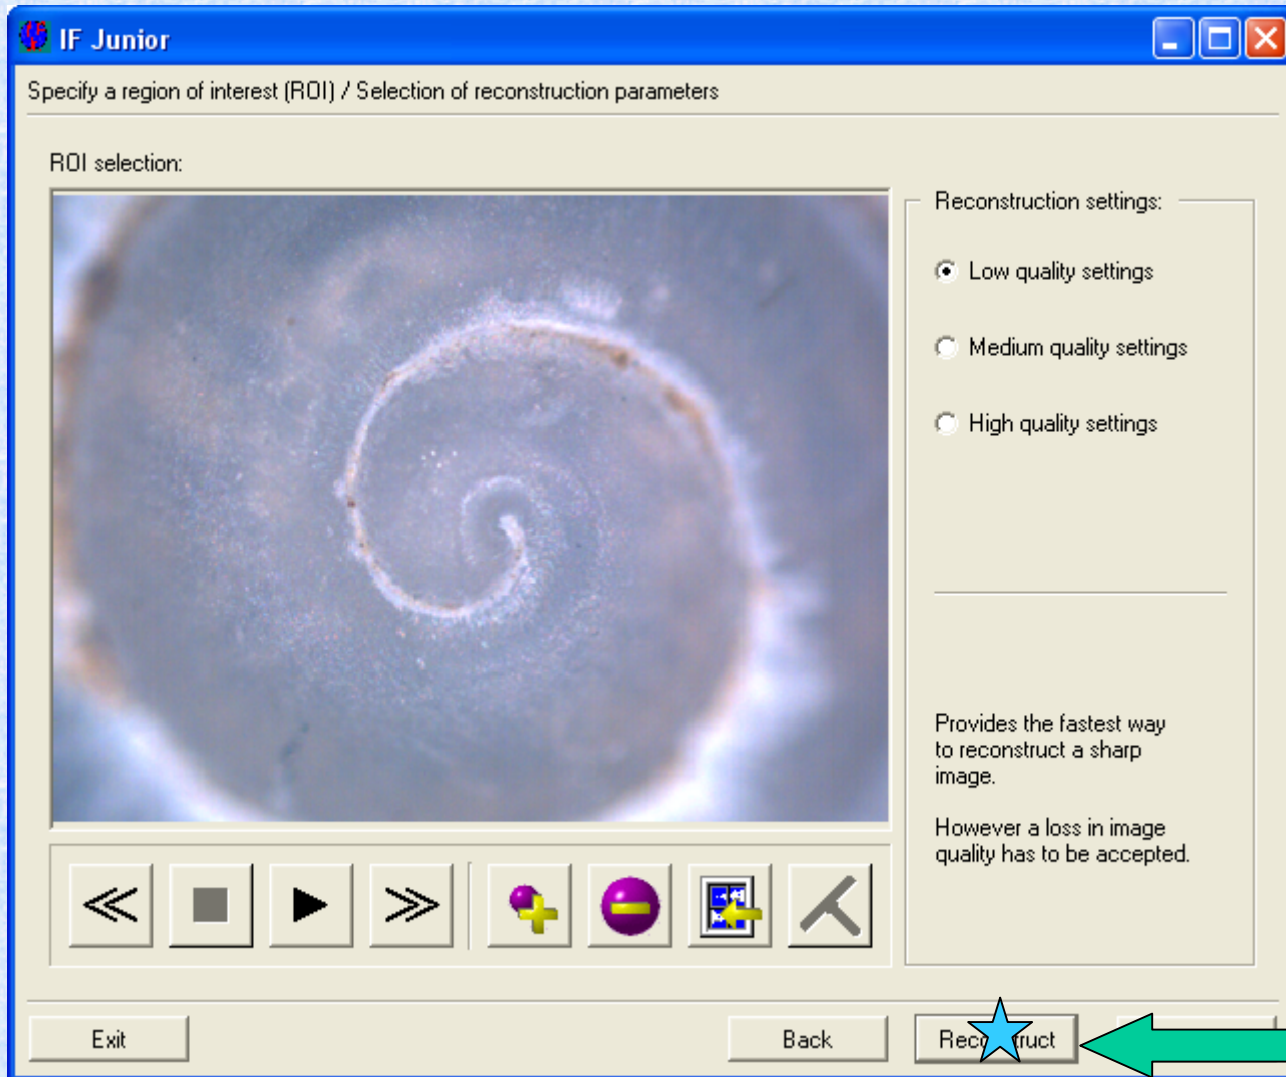 IF Junior
Specify a region of interest (ROI) / Selection of reconstruction parameters
ROI selection:
Reconstruction settings:
Low quality settings
Medium quality settings
High quality settings
Provides the fastest way
to reconstruct a sharp
image.
However a loss in image
quality has to be accepted.
Exit
Back
Reconstruct